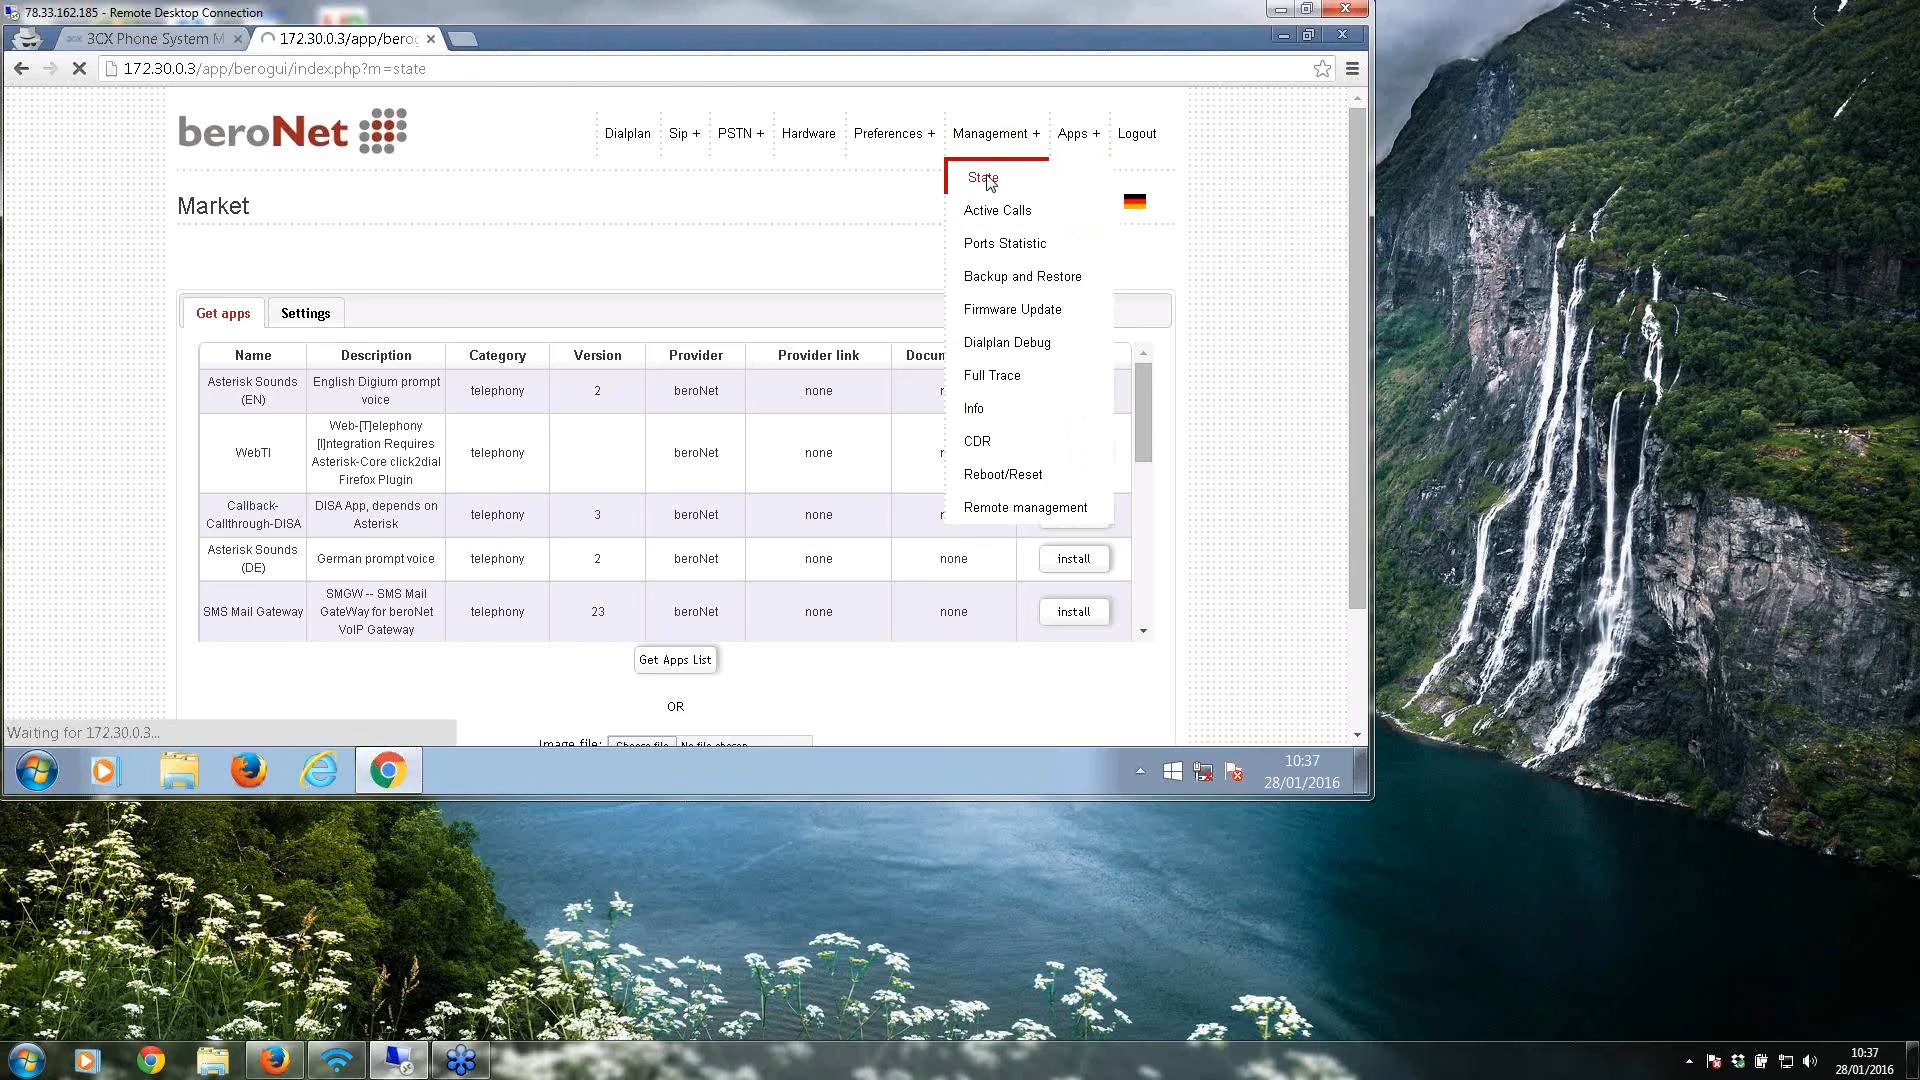 78.33.162.185 - Remote Desktop Connection
3CX Phone System M
172.30.0.3/app/berog
172.30.0.3/app/berogui/index.php?m=state
beroNet
Dialplan
Sip +
PSTN +
Hardware
Preferences +
Management +
Apps +
Logout
State
Active Calls
Ports Statistic
Backup and Restore
Firmware Update
Dialplan Debug
Full Trace
Info
CDR
Reboot/Reset
Remote management
Market
Get apps
Settings
Name Description Category Version Provider Provider link Docum
Asterisk Sounds (EN)
English Digium prompt voice
telephony
2
beroNet
none
WebTI
Web-[T]elephony [I]ntegration Requires Asterisk-Core click2dial Firefox Plugin
telephony
beroNet
none
Callback-Callthrough-DISA
DISA App, depends on Asterisk
telephony
3
beroNet
none
Asterisk Sounds (DE)
German prompt voice
telephony
2
beroNet
none
none
install
SMS Mail Gateway
SMGW -- SMS Mail GateWay for beroNet VoIP Gateway
telephony
23
beroNet
none
none
install
Get Apps List
OR
Image file: Choose file No file chosen
Waiting for 172.30.0.3...
10:37
28/01/2016
10:37
28/01/2016